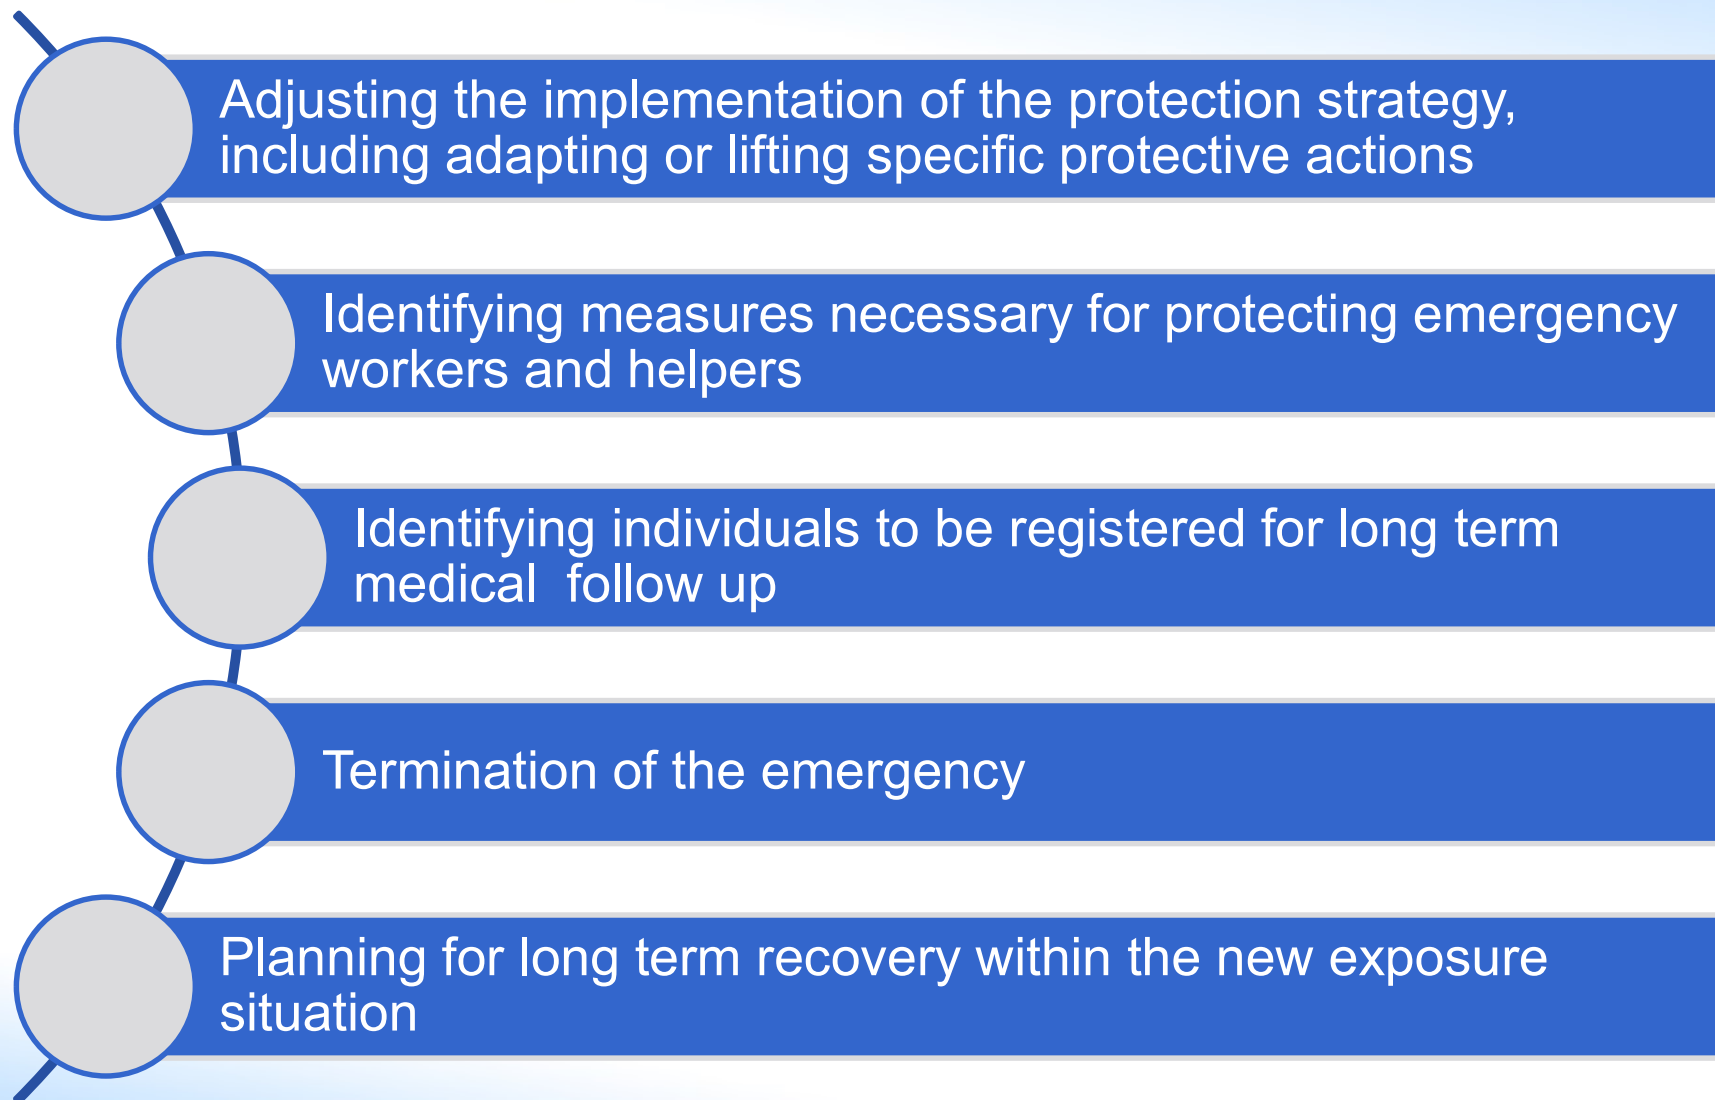 Adjusting the implementation of the protection strategy,
including adapting or lifting specific protective actions
Identifying measures necessary for protecting emergency
workers and helpers
Identifying individuals to be registered for long term
medical  follow up
Termination of the emergency
Planning for long term recovery within the new exposure
situation